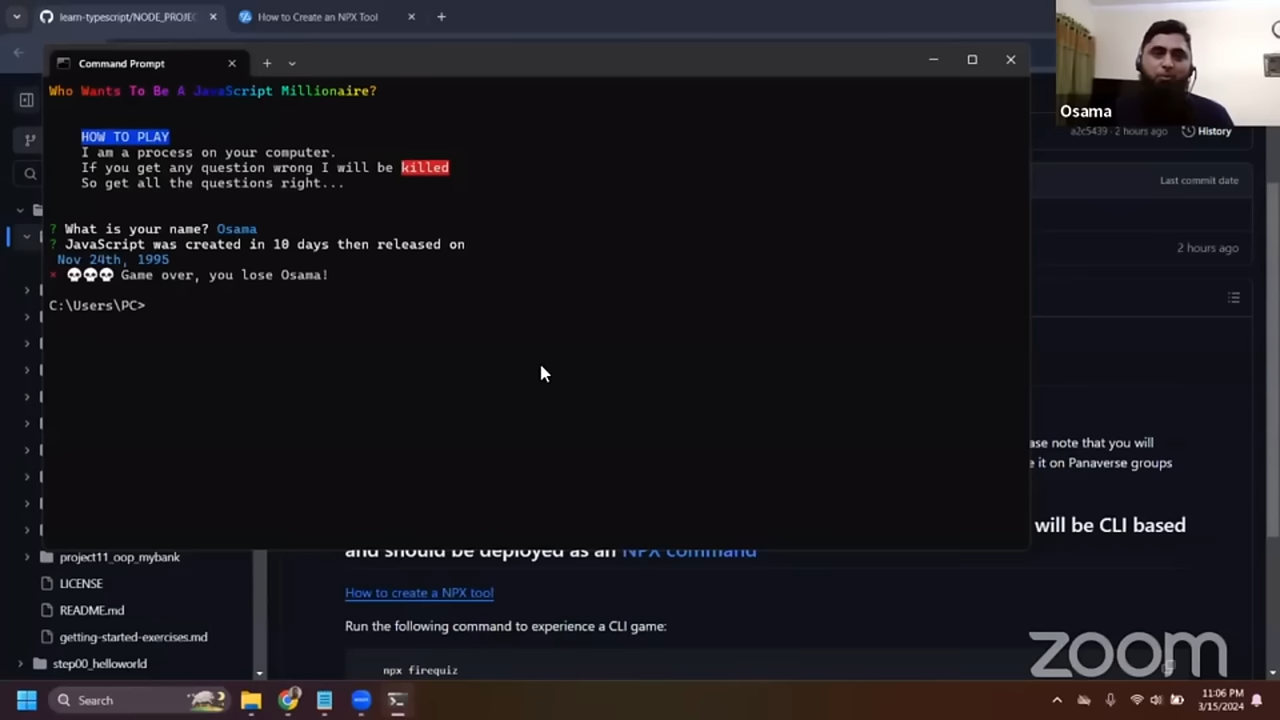 learn-typescript/NODE_PROJEC
How to Create an NPX Tool
Command Prompt
Who Wants To Be A JavaScript Millionaire?
HOW TO PLAY
I am a process on your computer.
If you get any question wrong I will be killed
So get all the questions right...
? What is your name? Osama
? JavaScript was created in 10 days then released on
Nov 24th, 1995
× 💀💀💀 Game over, you lose Osama!
C:\Users\PC>
Osama
a2c5439 · 2 hours ago
History
Last commit date
2 hours ago
ase note that you will
e it on Panaverse groups
will be CLI based
and should be deployed as an NPX command
How to create a NPX tool
Run the following command to experience a CLI game:
npx firequiz
project11_oop_mybank
LICENSE
README.md
getting-started-exercises.md
step00_helloworld
zoom
Search
11:06 PM
3/15/2024